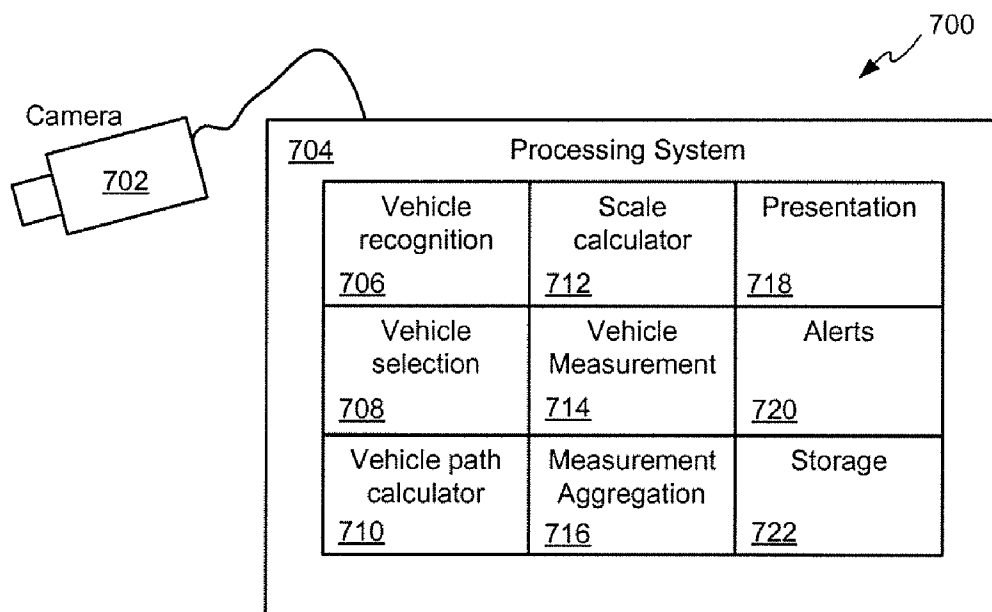 700
Camera
702
704
Processing System
Vehicle
recognition
706
Scale
calculator
712
Presentation
718
Vehicle
selection
708
Vehicle
Measurement
714
Alerts
720
Vehicle path
calculator
710
Measurement
Aggregation
716
Storage
722